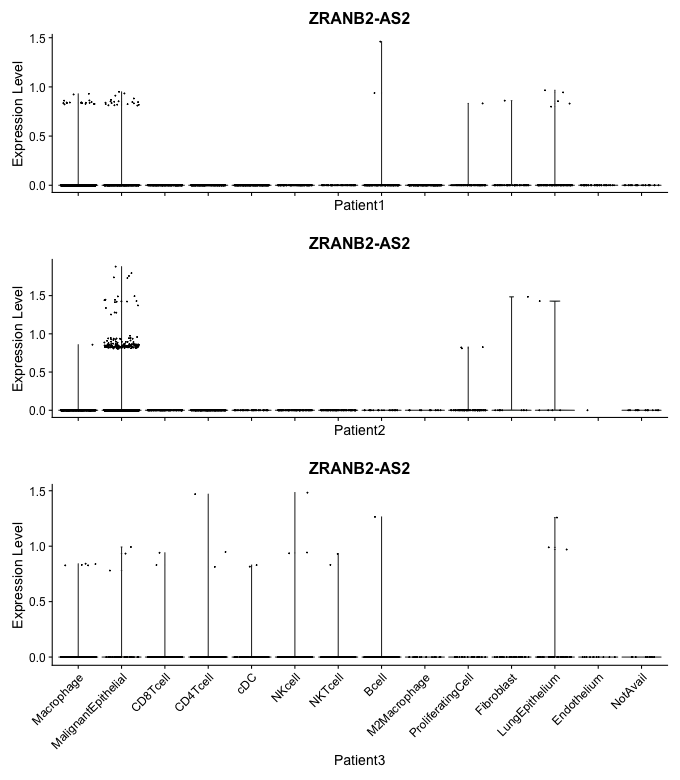 ZRANB2-AS2
Expression Level
1.5
1.0
0.5
0.0
Patient1
ZRANB2-AS2
Expression Level
1.5
1.0
0.5
0.0
Patient2
ZRANB2-AS2
Expression Level
1.5
1.0
0.5
0.0
Macrophage
MalignantEpithelial
CD8Tcell
CD4Tcell
cDC
NKcell
NKTcell
Bcell
M2Macrophage
ProliferatingCell
Fibroblast
LungEpithelium
Endothelium
NotAvail
Patient3